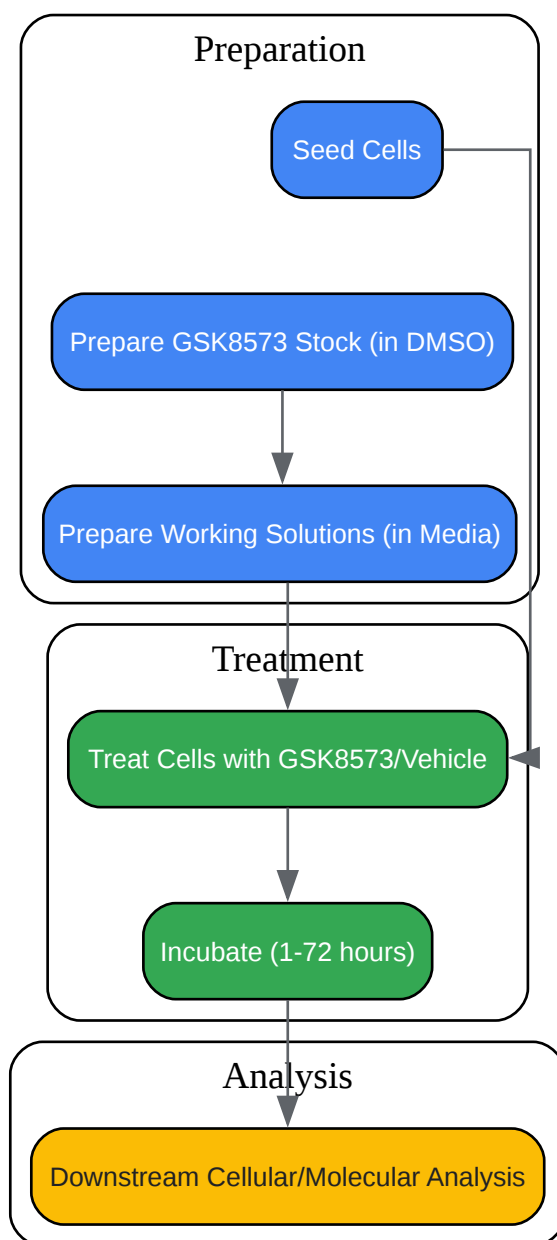 Preparation
Seed Cells
Prepare GSK8573 Stock (in DMSO)
Prepare Working Solutions (in Media)
Treatment
Treat Cells with GSK8573/Vehicle
Incubate (1-72 hours)
Analysis
Downstream Cellular/Molecular Analysis